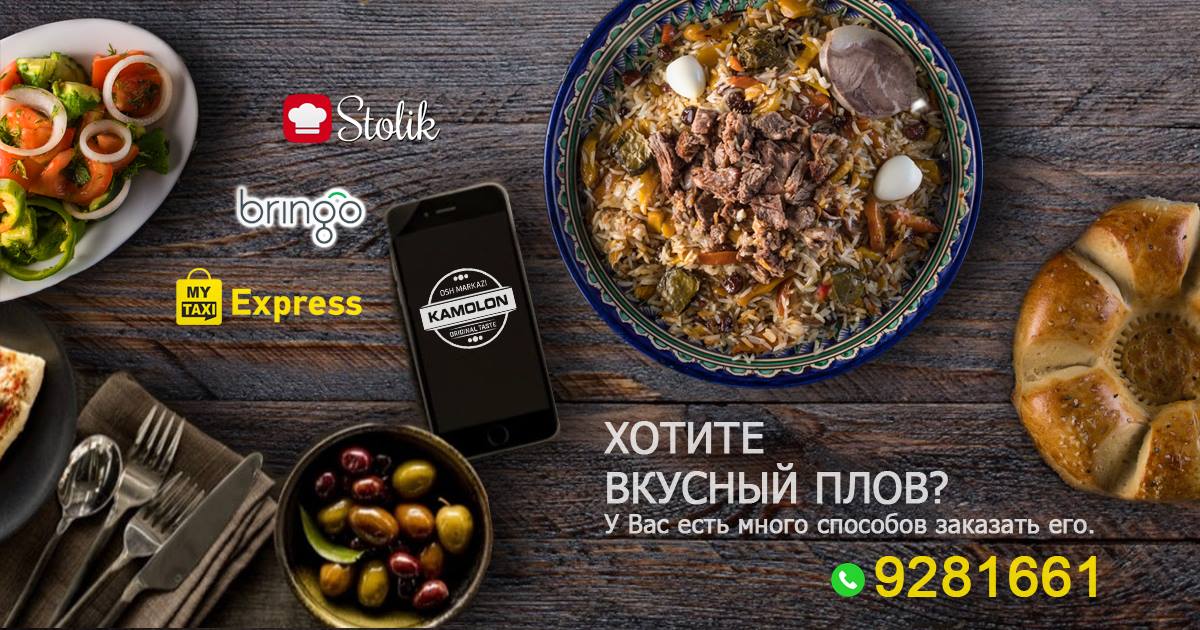 Stolik
bringo
MY
TAXI
Express
OSH MARKAZI
KAMOLON
ORIGINAL TASTE
ХОТИТЕ
ВКУСНЫЙ ПЛОВ?
У Вас есть много способов заказать его.
9281661